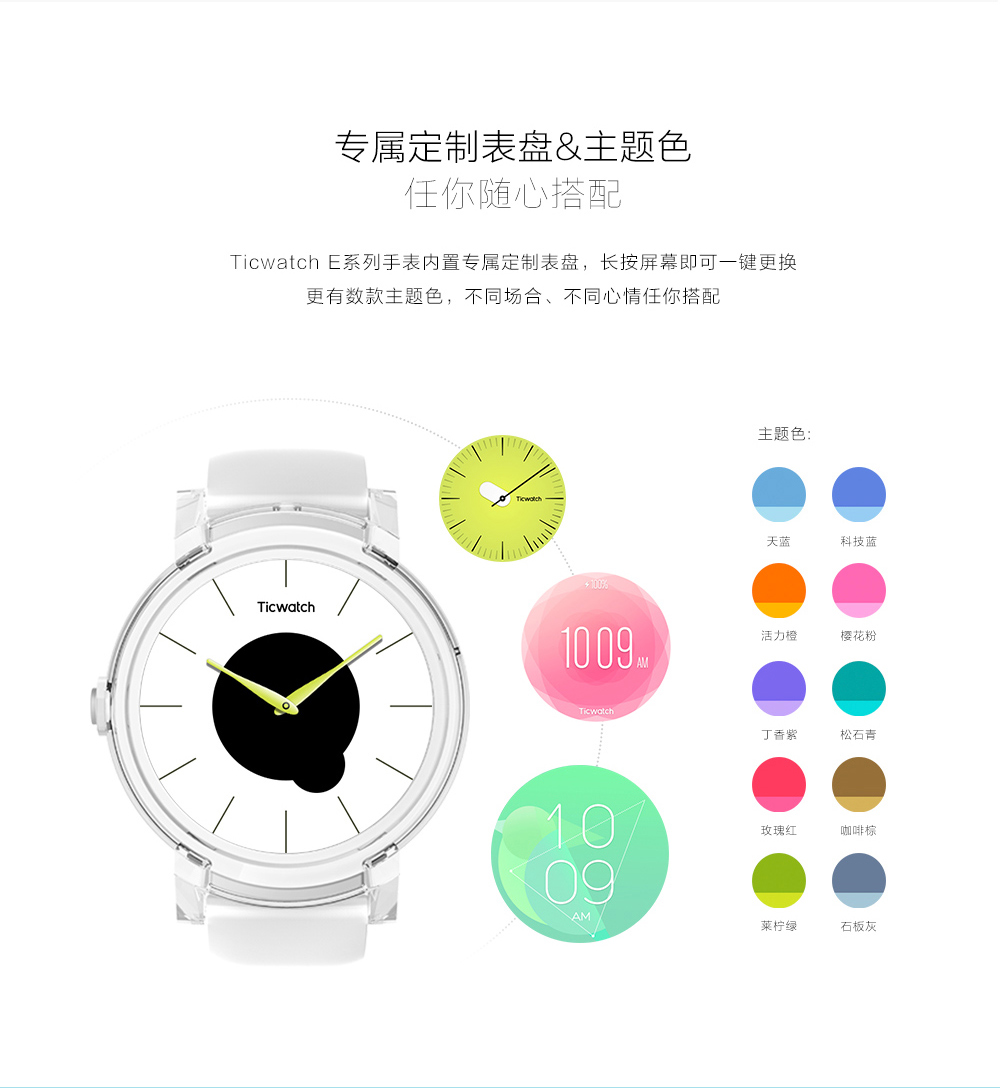 专属定制表盘&主题色
任你随心搭配
Ticwatch E系列手表内置专属定制表盘，长按屏幕即可一键更换
更有数款主题色，不同场合、不同心情任你搭配
主题色:
天蓝
科技蓝
活力橙
樱花粉
丁香紫
松石青
玫瑰红
咖啡棕
莱柠绿
石板灰
Ticwatch
Ticwatch
10 09 AM
Ticwatch
10
09
AM